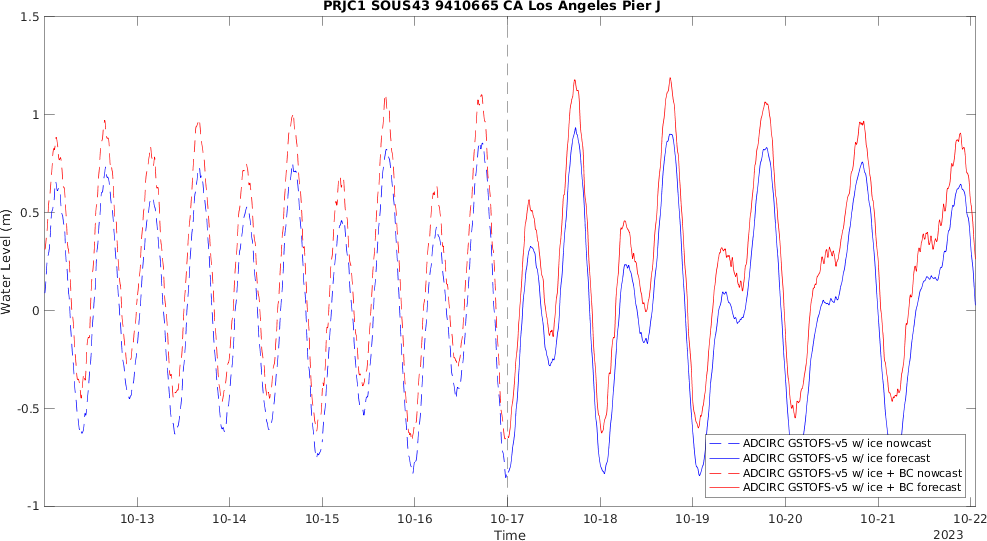 PRJC1 SOUS43 9410665 CA Los Angeles Pier J
1.5
1
0.5
0
-0.5
-1
Water Level (m)
10-13 10-14 10-15 10-16 10-17 10-18 10-19 10-20 10-21 10-22
Time
2023
ADCIRC GSTOFS-v5 w/ ice nowcast
ADCIRC GSTOFS-v5 w/ ice forecast
ADCIRC GSTOFS-v5 w/ ice + BC nowcast
ADCIRC GSTOFS-v5 w/ ice + BC forecast